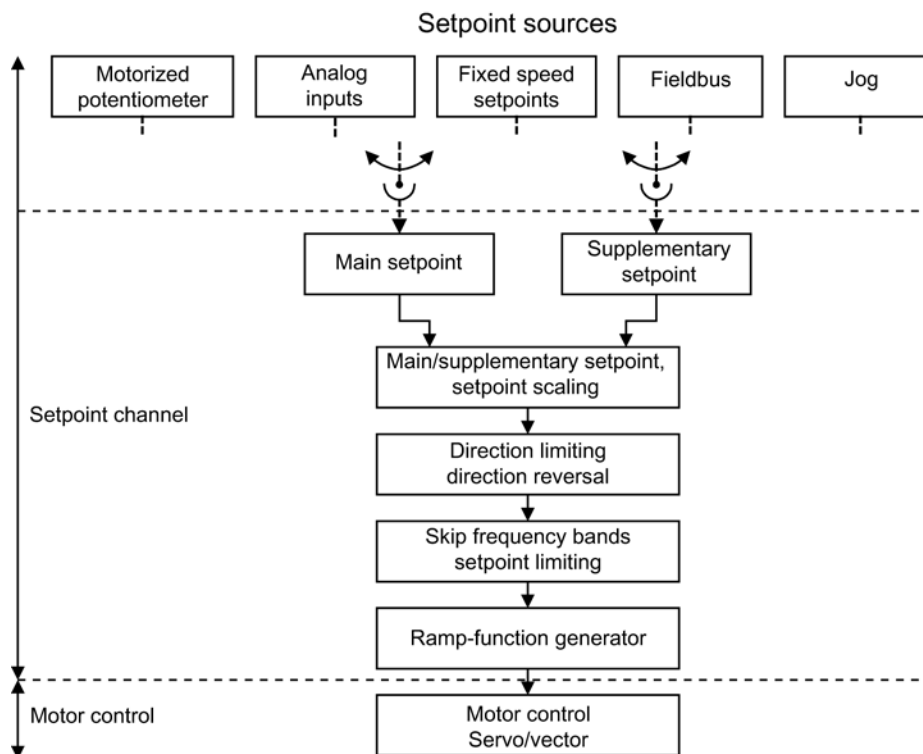 Setpoint sources
Motorized
potentiometer
Analog
inputs
Fixed speed
setpoints
Fieldbus
Jog
Main setpoint
Supplementary
setpoint
Main/supplementary setpoint,
setpoint scaling
Setpoint channel
Direction limiting
direction reversal
Skip frequency bands
setpoint limiting
Ramp-function generator
Motor control
Motor control
Servo/vector